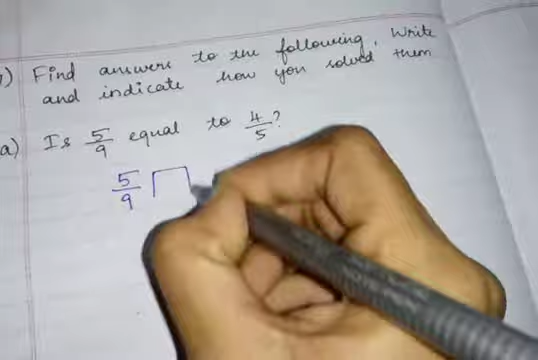 ) Find answers to the following. Write
and indicate how you solved them
a) Is 5/9 equal to 4/5?
5/9